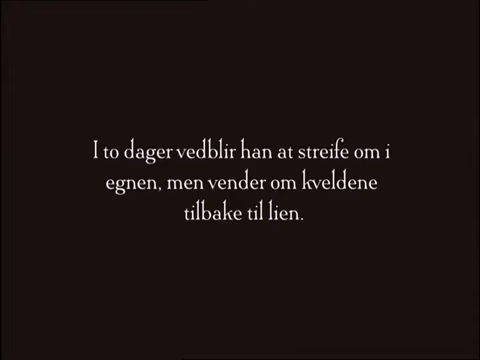 I to dager vedblir han at streife om i
egnen, men vender om kveldene
tilbake til lien.